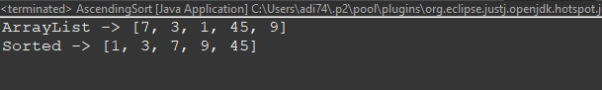 <terminated> AscendingSort [Java Application] C:\Users\adi74\.p2\pool\plugins\org.eclipse.justj.openjdk.hotspot.j
ArrayList -> [7, 3, 1, 45, 9]
Sorted -> [1, 3, 7, 9, 45]